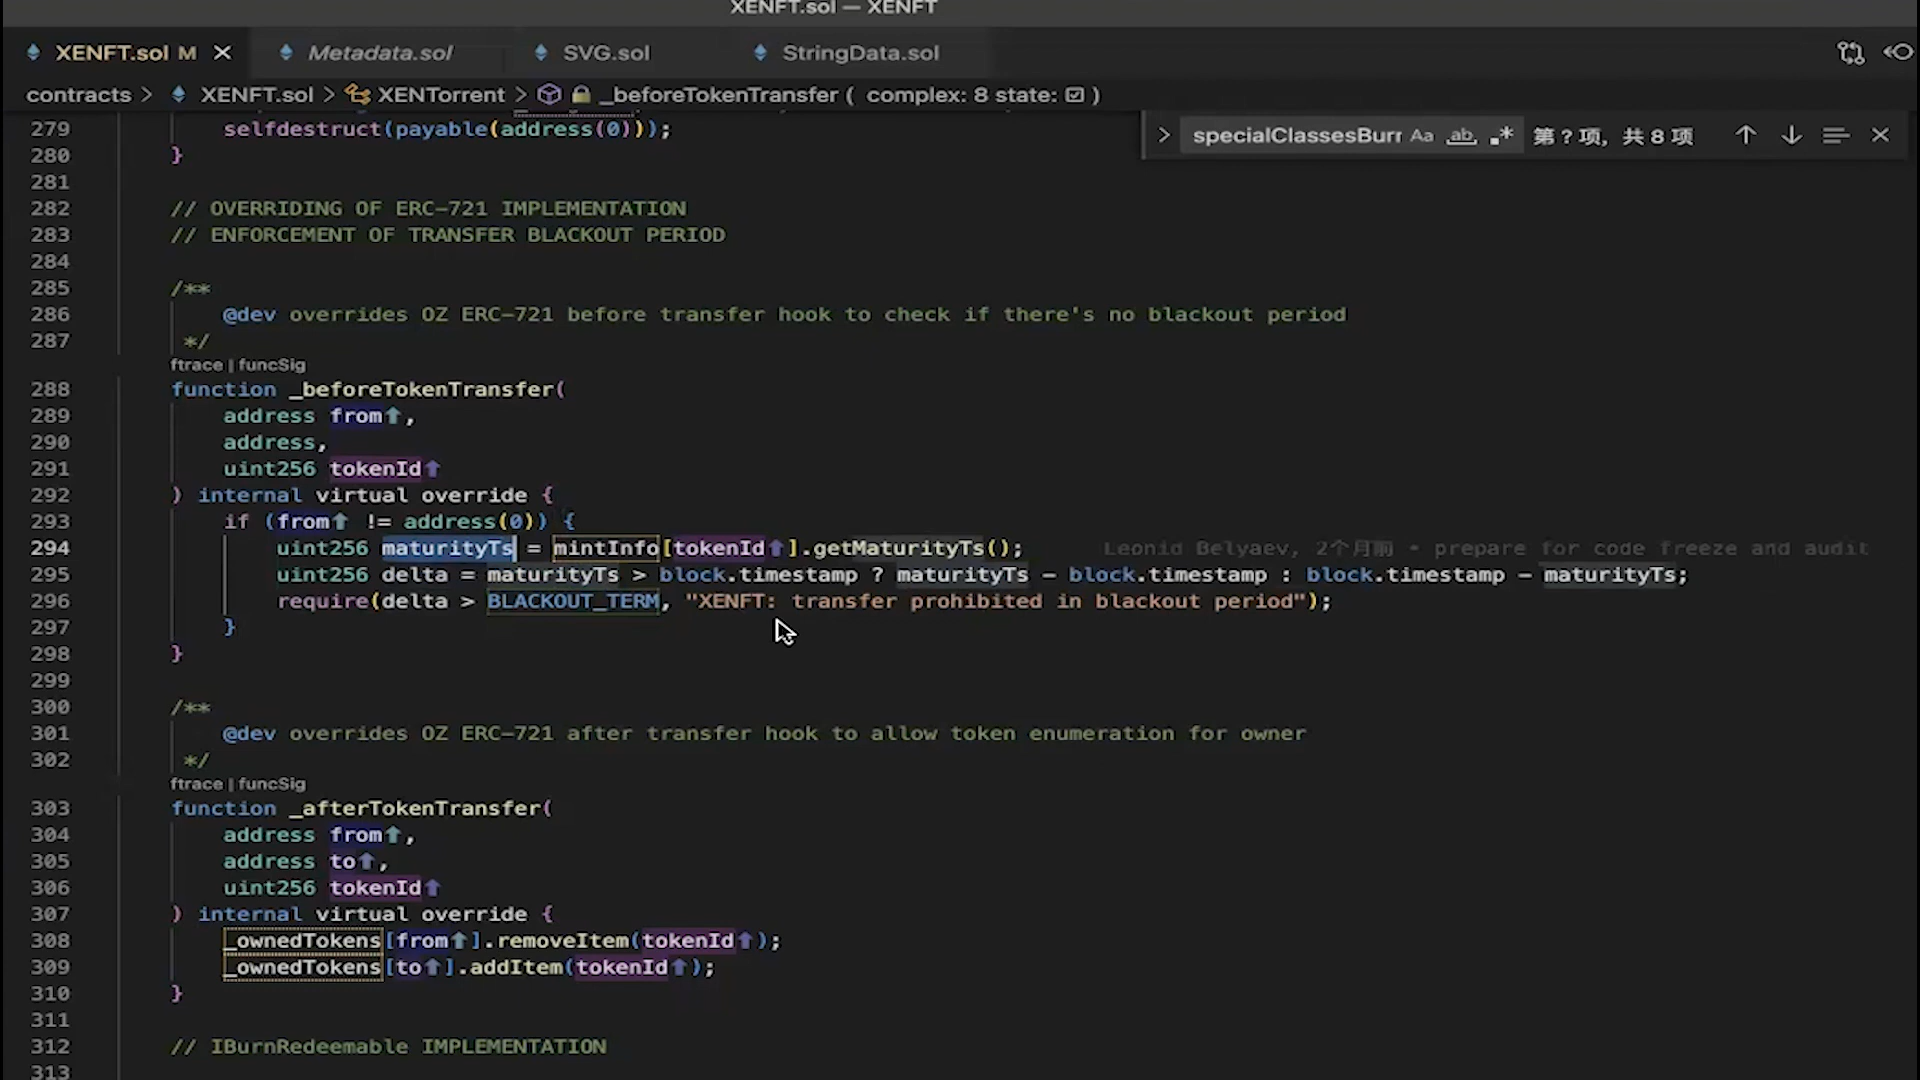 XENFT.sol — XENFT
XENFT.sol M
Metadata.sol
SVG.sol
StringData.sol
contracts > XENFT.sol > XENTorrent > _beforeTokenTransfer ( complex: 8 state: ☑ )
specialClassesBurr Aa ab .* 第 ? 项, 共 8 项
279 selfdestruct(payable(address(0)));
280 }
281
282 // OVERRIDING OF ERC-721 IMPLEMENTATION
283 // ENFORCEMENT OF TRANSFER BLACKOUT PERIOD
284
285 /**
286 @dev overrides OZ ERC-721 before transfer hook to check if there's no blackout period
287 */
ftrace | funcSig
288 function _beforeTokenTransfer(
289 address from⬆,
290 address,
291 uint256 tokenId⬆
292 ) internal virtual override {
293 if (from⬆ != address(0)) {
294 uint256 maturityTs = mintInfo[tokenId⬆].getMaturityTs(); Leonid Belyaev, 2个月前 • prepare for code freeze and audit
295 uint256 delta = maturityTs > block.timestamp ? maturityTs - block.timestamp : block.timestamp - maturityTs;
296 require(delta > BLACKOUT_TERM, "XENFT: transfer prohibited in blackout period");
297 }
298 }
299
300 /**
301 @dev overrides OZ ERC-721 after transfer hook to allow token enumeration for owner
302 */
ftrace | funcSig
303 function _afterTokenTransfer(
304 address from⬆,
305 address to⬆,
306 uint256 tokenId⬆
307 ) internal virtual override {
308 _ownedTokens[from⬆].removeItem(tokenId⬆);
309 _ownedTokens[to⬆].addItem(tokenId⬆);
310 }
311
312 // IBurnRedeemable IMPLEMENTATION
313